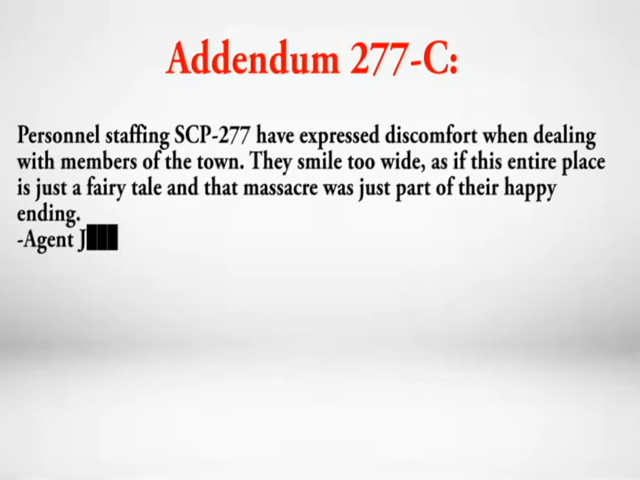 Addendum 277-C:
Personnel staffing SCP-277 have expressed discomfort when dealing
with members of the town. They smile too wide, as if this entire place
is just a fairy tale and that massacre was just part of their happy
ending.
-Agent J███